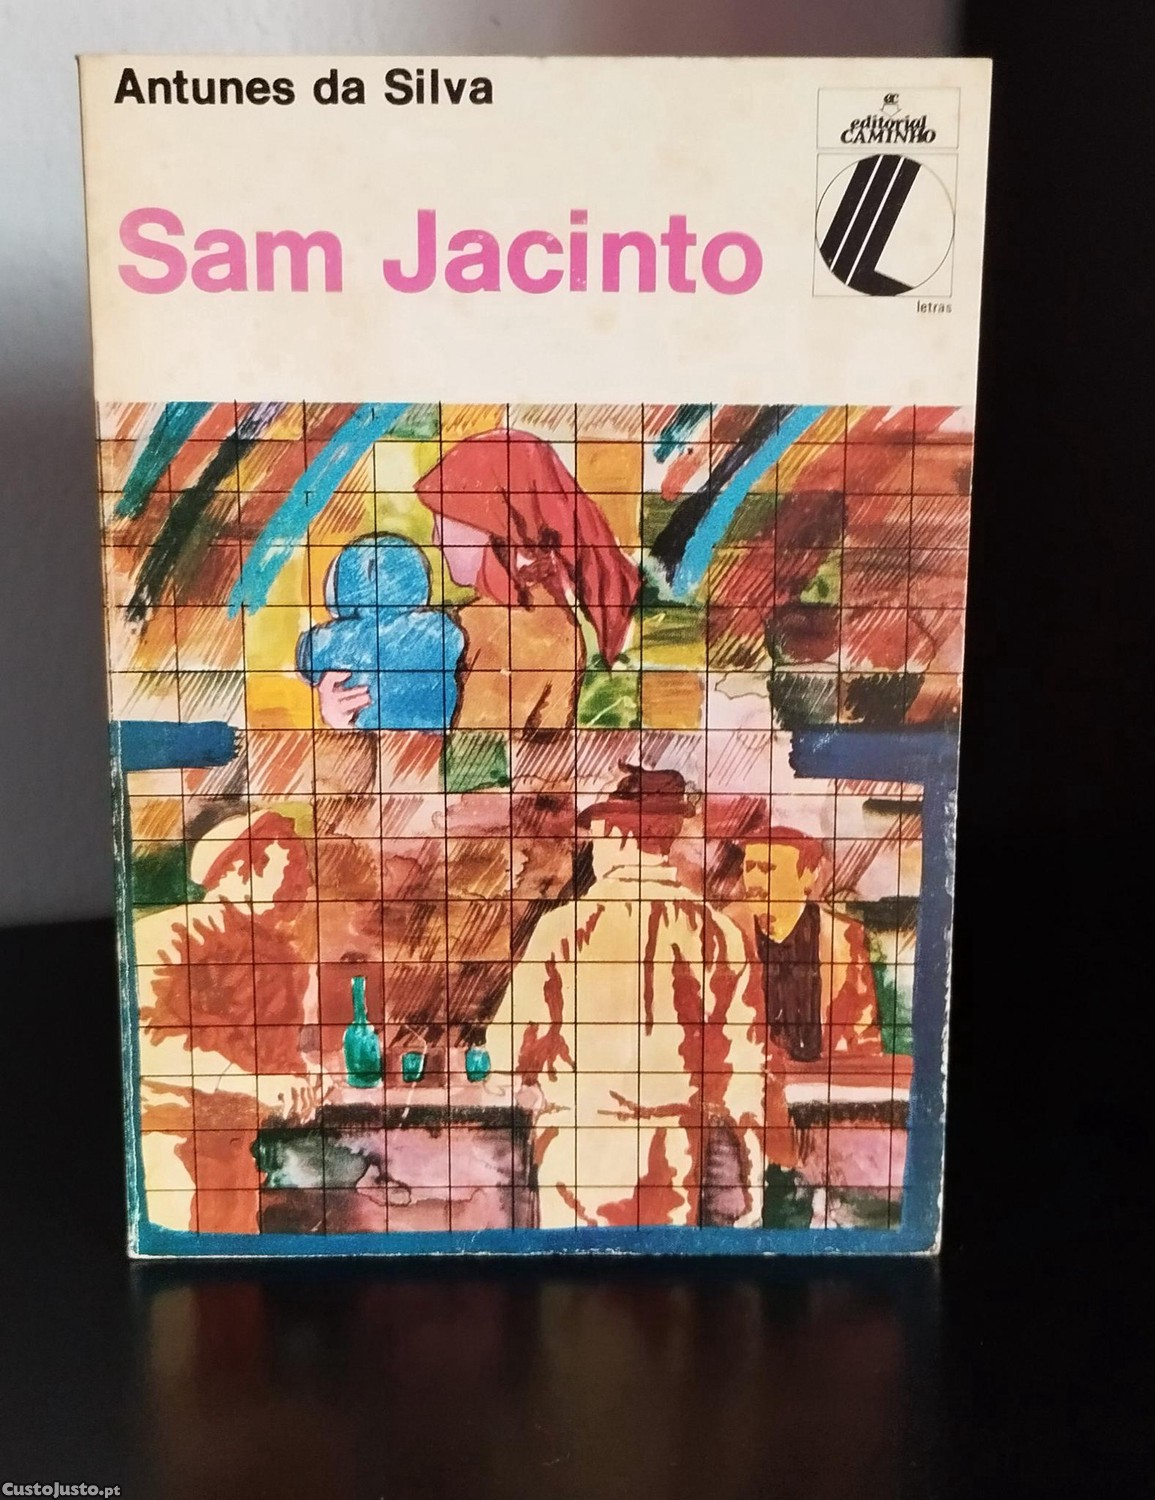 Antunes da Silva
editorial
CAMINHO
Sam Jacinto
letras
CustoJusto.pt